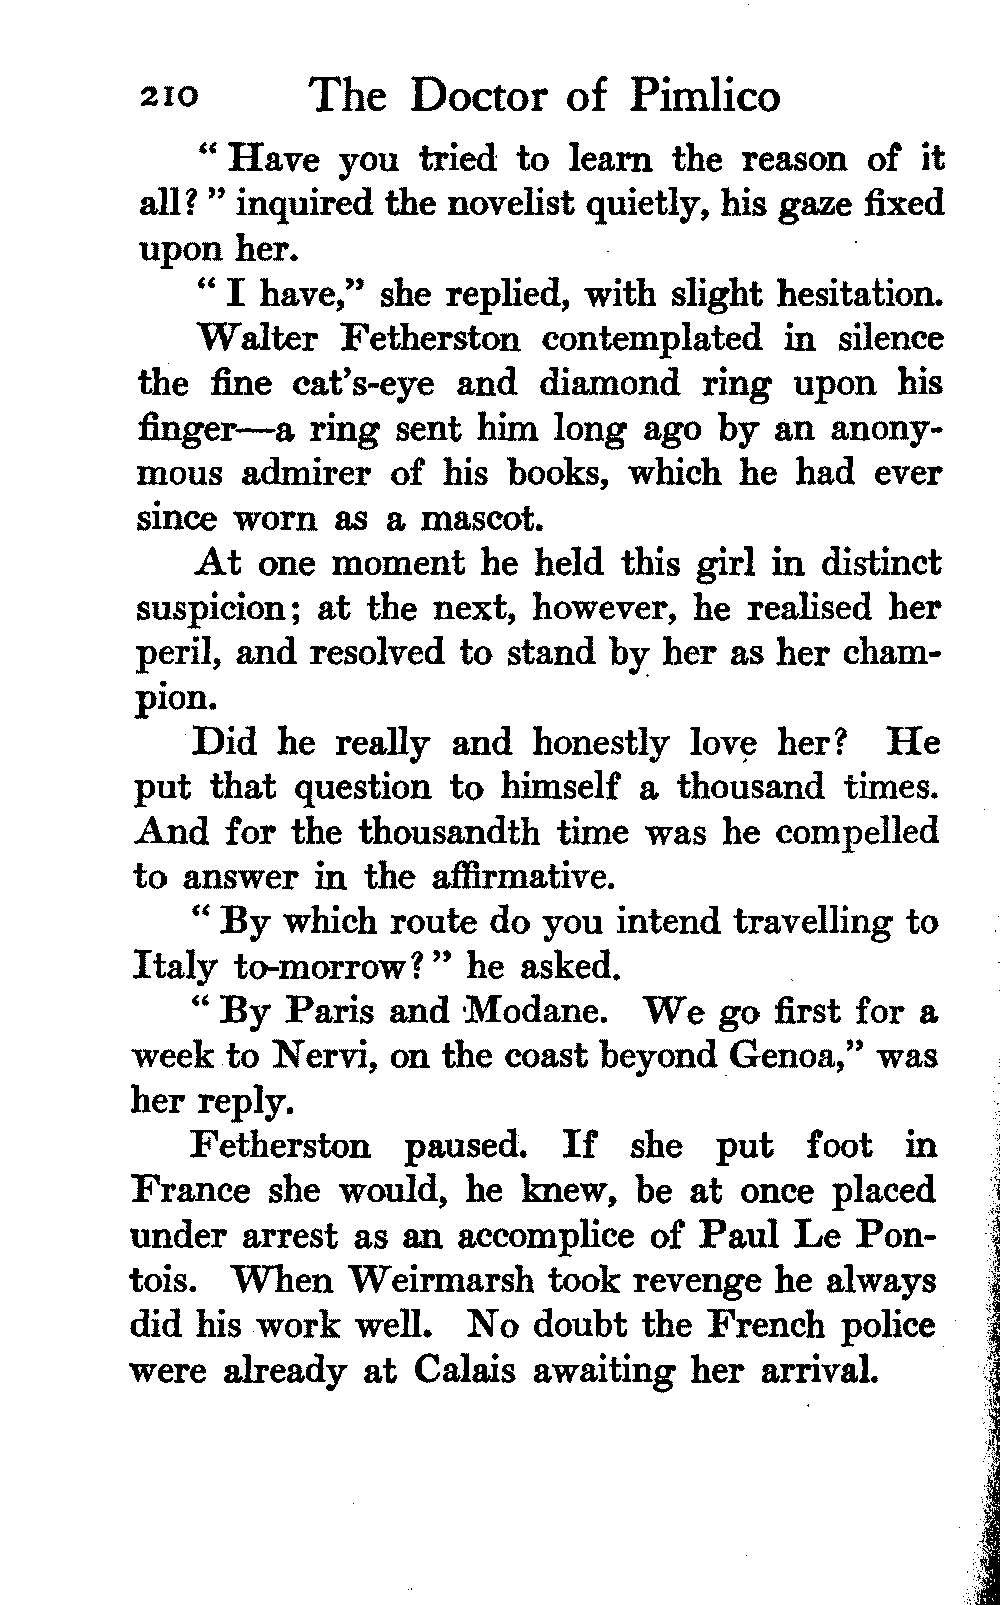 210 The Doctor of Pimlico
“ Have you tried to learn the reason of it
all? ” inquired the novelist quietly, his gaze fixed
upon her.
“ I have,” she replied, with slight hesitation.
Walter Fetherston contemplated in silence
the fine cat’s-eye and diamond ring upon his
finger—a ring sent him long ago by an anony-
mous admirer of his books, which he had ever
since worn as a mascot.
At one moment he held this girl in distinct
suspicion; at the next, however, he realised her
peril, and resolved to stand by her as her cham-
pion.
Did he really and honestly love her? He
put that question to himself a thousand times.
And for the thousandth time was he compelled
to answer in the affirmative.
“ By which route do you intend travelling to
Italy to-morrow? ” he asked.
“ By Paris and Modane. We go first for a
week to Nervi, on the coast beyond Genoa,” was
her reply.
Fetherston paused. If she put foot in
France she would, he knew, be at once placed
under arrest as an accomplice of Paul Le Pon-
tois. When Weirmarsh took revenge he always
did his work well. No doubt the French police
were already at Calais awaiting her arrival.